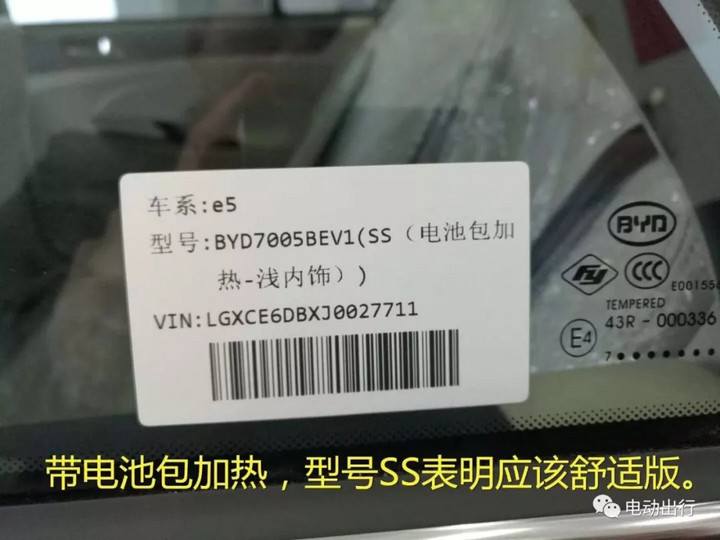 车系:e5
型号:BYD7005BEV1(SS（电池包加
热-浅内饰）)
VIN:LGXCE6DBXJ0027711
BYD
CCC
E00155
TEMPERED
E4
43R - 000336
7
带电池包加热，型号SS表明应该舒适版。
电动出行